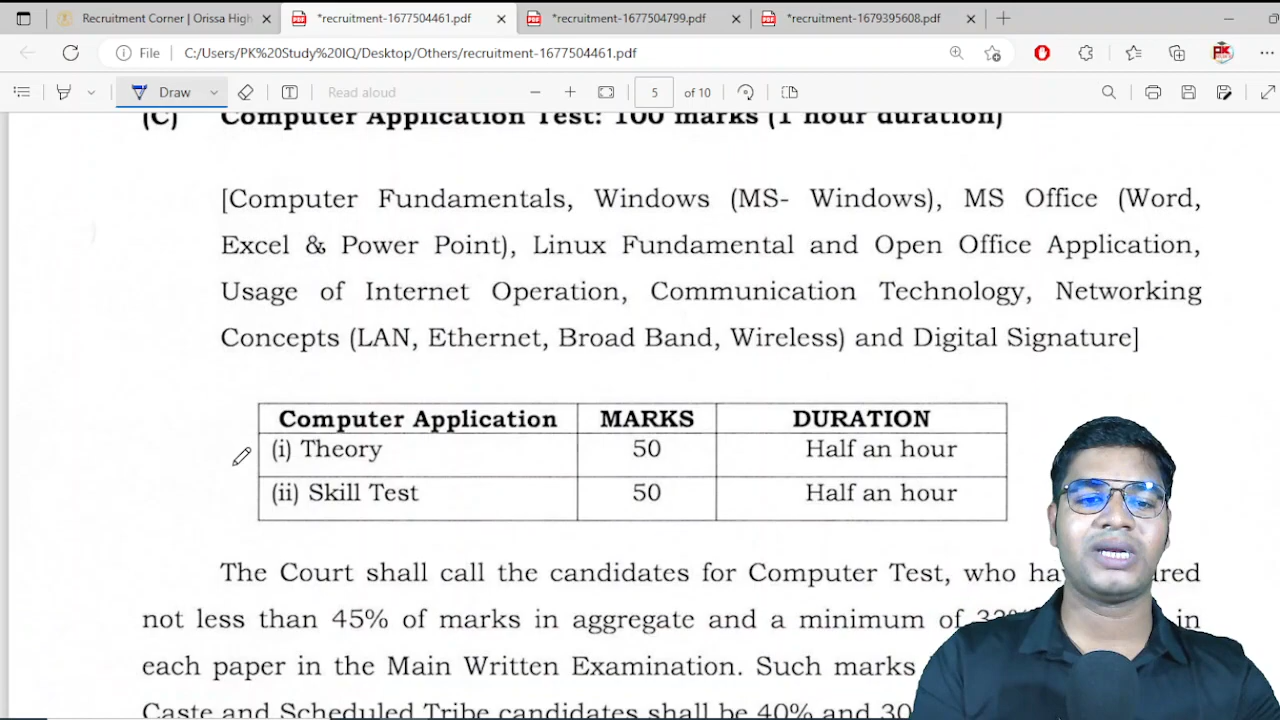 Recruitment Corner | Orissa High
*recruitment-1677504461.pdf
*recruitment-1677504799.pdf
*recruitment-1679395608.pdf
File C:/Users/PK%20Study%20IQ/Desktop/Others/recruitment-1677504461.pdf
Draw
Read aloud
5 of 10
(C) Computer Application Test: 100 marks (1 hour duration)
[Computer Fundamentals, Windows (MS- Windows), MS Office (Word,
Excel & Power Point), Linux Fundamental and Open Office Application,
Usage of Internet Operation, Communication Technology, Networking
Concepts (LAN, Ethernet, Broad Band, Wireless) and Digital Signature]
Computer Application MARKS DURATION
(i) Theory 50 Half an hour
(ii) Skill Test 50 Half an hour
The Court shall call the candidates for Computer Test, who
not less than 45% of marks in aggregate and a minimum of in
each paper in the Main Written Examination. Such marks
Caste and Scheduled Tribe candidates shall be 40% and 30